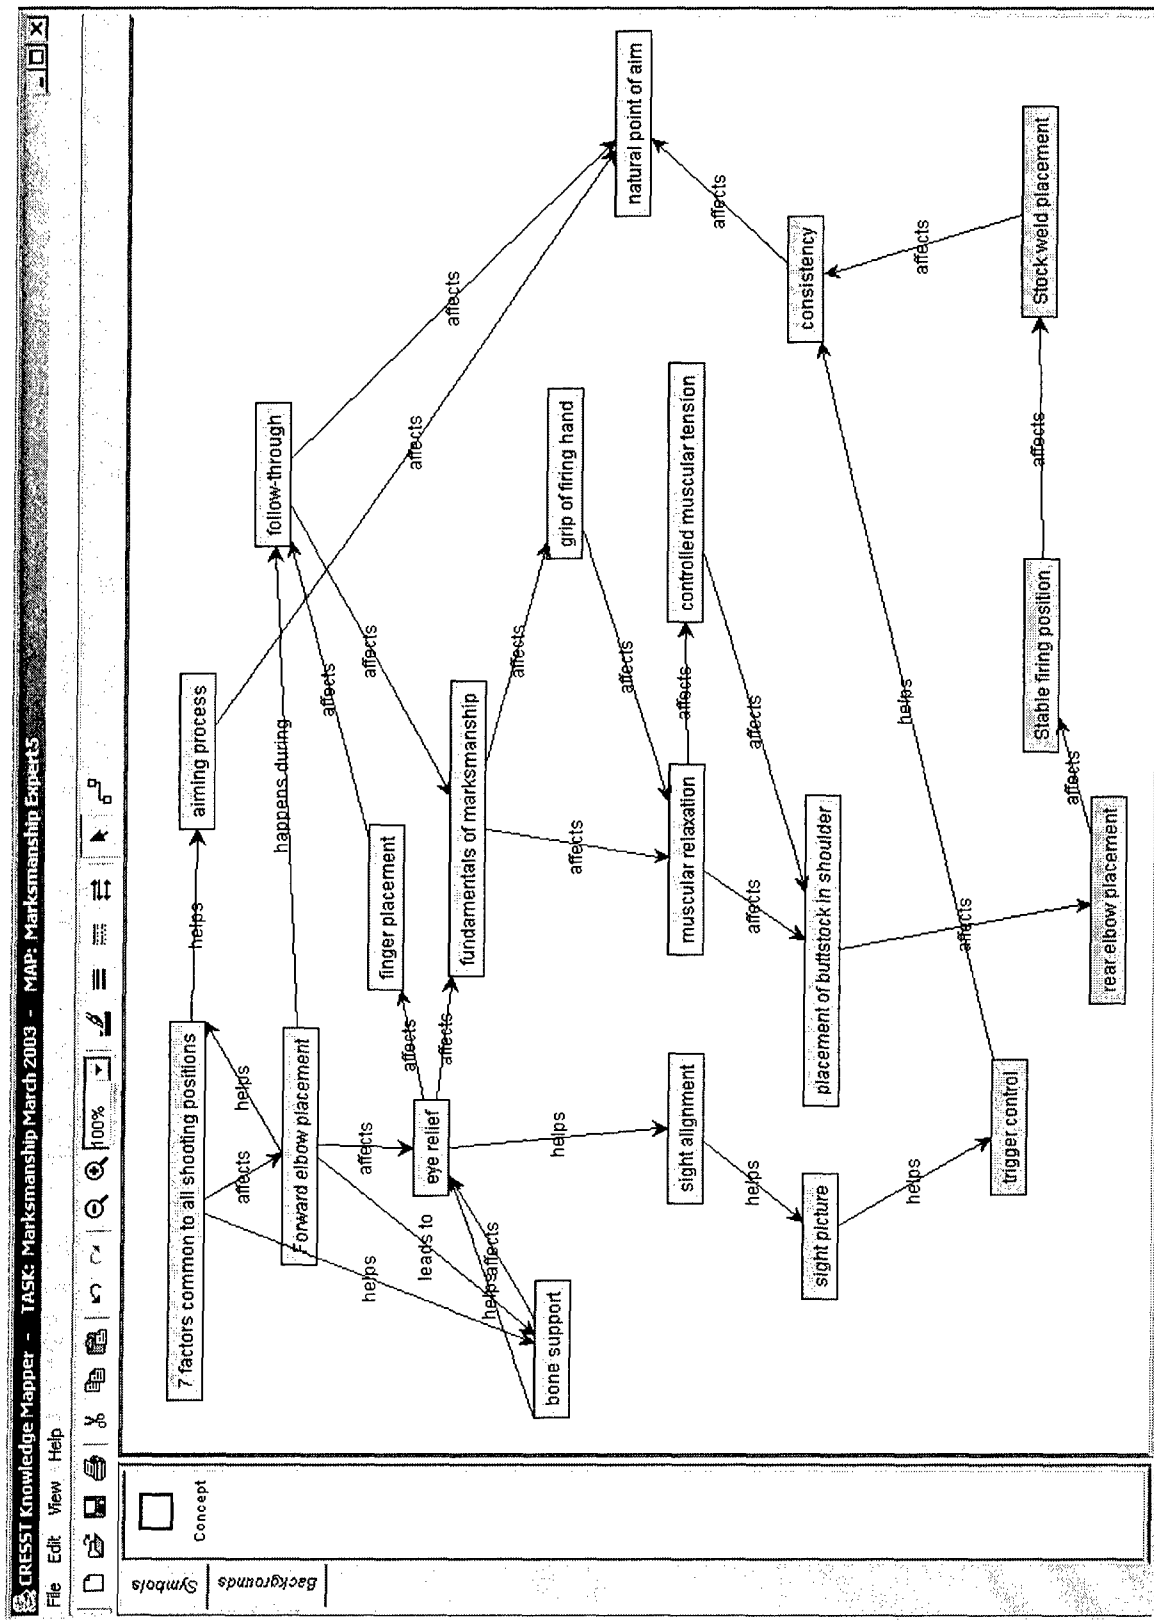 CRESST Knowledge Mapper - TASK: Marksmanship March 2003 - MAP: Marksmanship Experts
File Edit View Help
100%
Symbols
Backgrounds
Concept
7 factors common to all shooting positions
helps
aiming process
affects
helps
Forward elbow placement
happens during
follow-through
helps
leads to
affects
affects
affects
affects
affects
finger placement
eye relief
affects
affects
fundamentals of marksmanship
helps
affects
bone support
helps
affects
affects
grip of firing hand
affects
natural point of aim
sight alignment
muscular relaxation
affects
controlled muscular tension
affects
helps
affects
affects
sight picture
placement of buttstock in shoulder
consistency
helps
affects
helps
affects
trigger control
rear elbow placement
affects
Stable firing position
affects
Stock weld placement